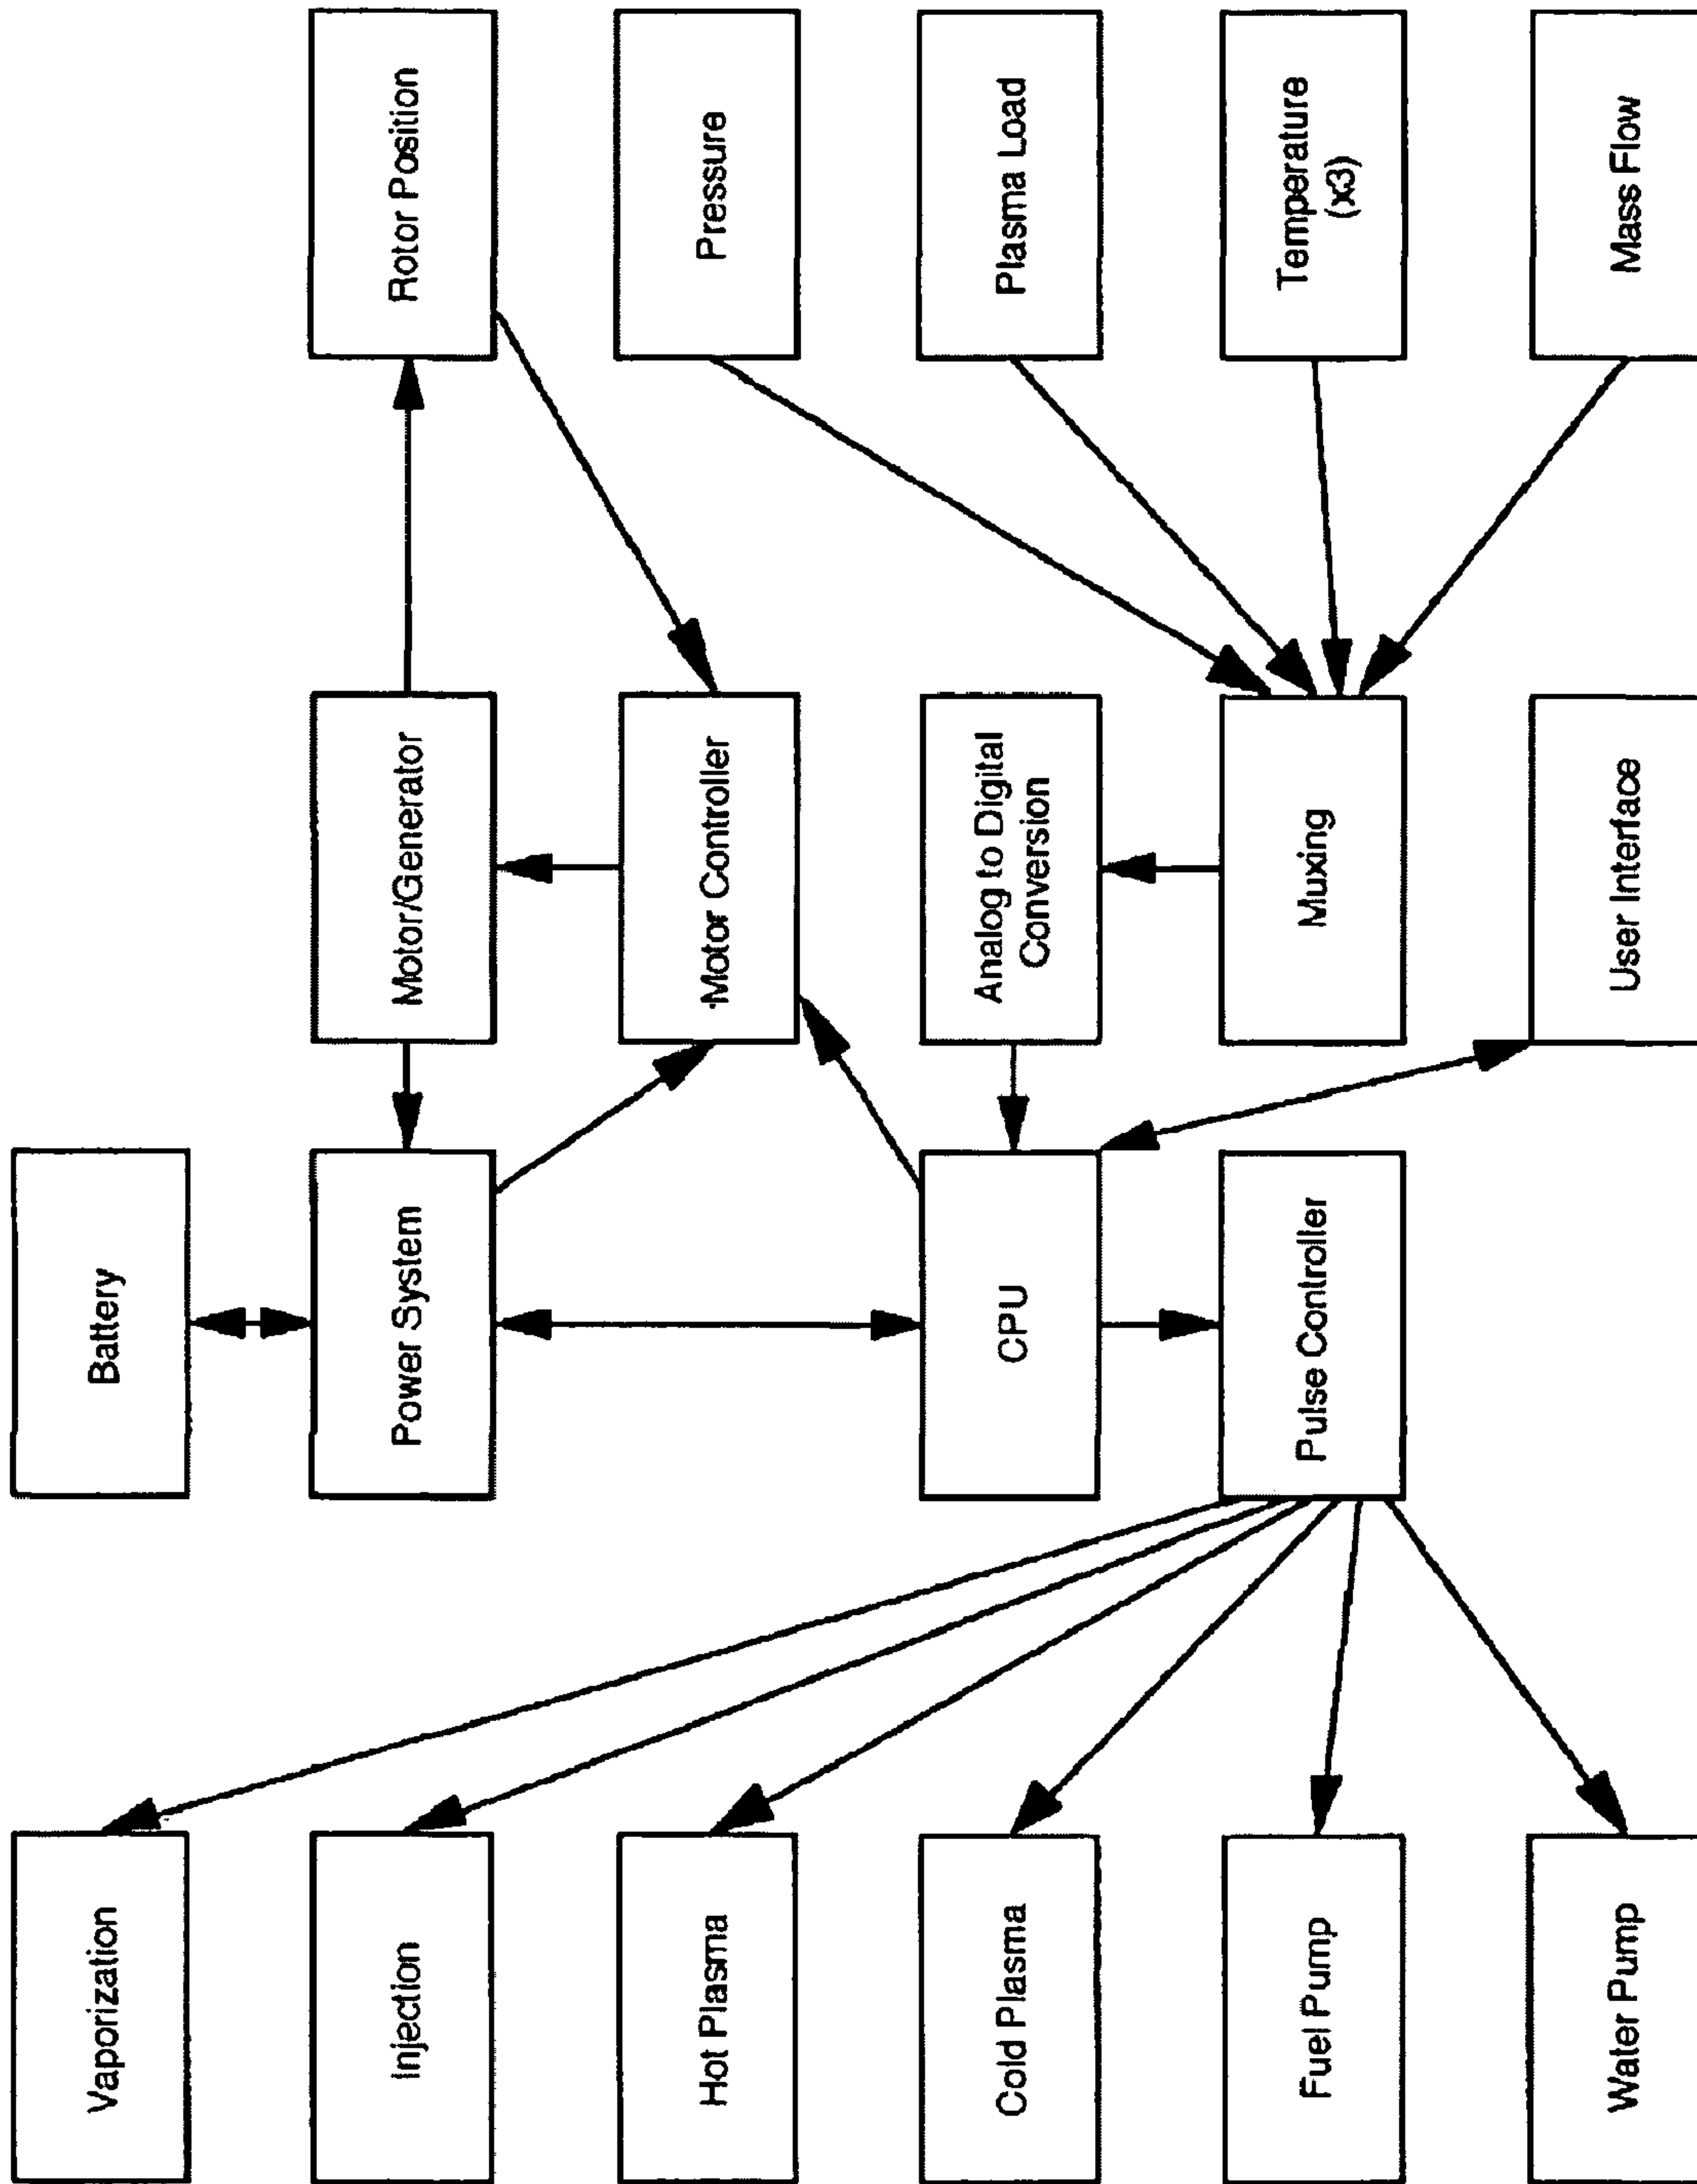 Vaporization
Injection
Hot Plasma
Cold Plasma
Fuel Pump
Water Pump
Battery
Power System
CPU
Pulse Controller
Motor/Generator
Motor Controller
Analog to Digital
Conversion
Muxing
User Interface
Rotor Position
Pressure
Plasma Load
Temperature
(x3)
Mass Flow